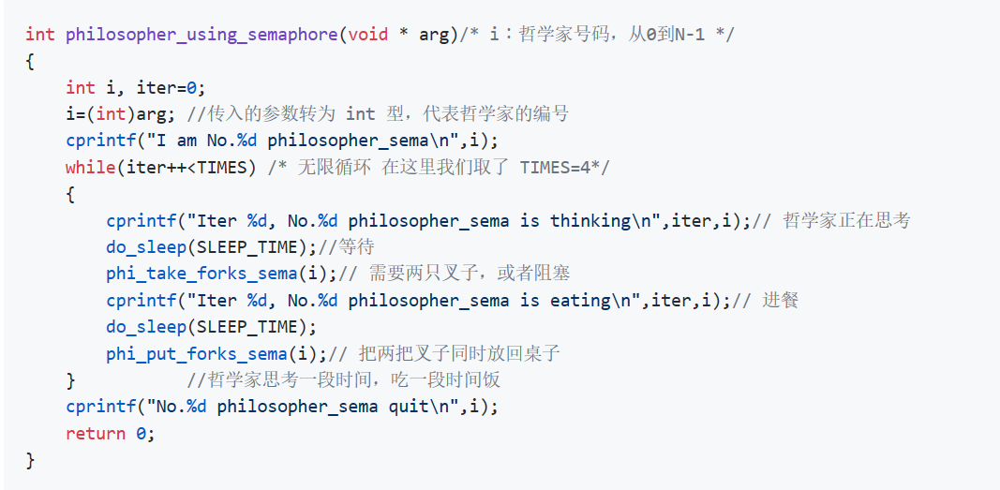 int philosopher_using_semaphore(void * arg)/* i：哲学家号码，从0到N-1 */
{
    int i, iter=0;
    i=(int)arg; //传入的参数转为 int 型，代表哲学家的编号
    cprintf("I am No.%d philosopher_sema\n",i);
    while(iter++<TIMES) /* 无限循环 在这里我们取了 TIMES=4*/
    {
        cprintf("Iter %d, No.%d philosopher_sema is thinking\n",iter,i);// 哲学家正在思考
        do_sleep(SLEEP_TIME);//等待
        phi_take_forks_sema(i);// 需要两只叉子，或者阻塞
        cprintf("Iter %d, No.%d philosopher_sema is eating\n",iter,i);// 进餐
        do_sleep(SLEEP_TIME);
        phi_put_forks_sema(i);// 把两把叉子同时放回桌子
    }           //哲学家思考一段时间，吃一段时间饭
    cprintf("No.%d philosopher_sema quit\n",i);
    return 0;
}